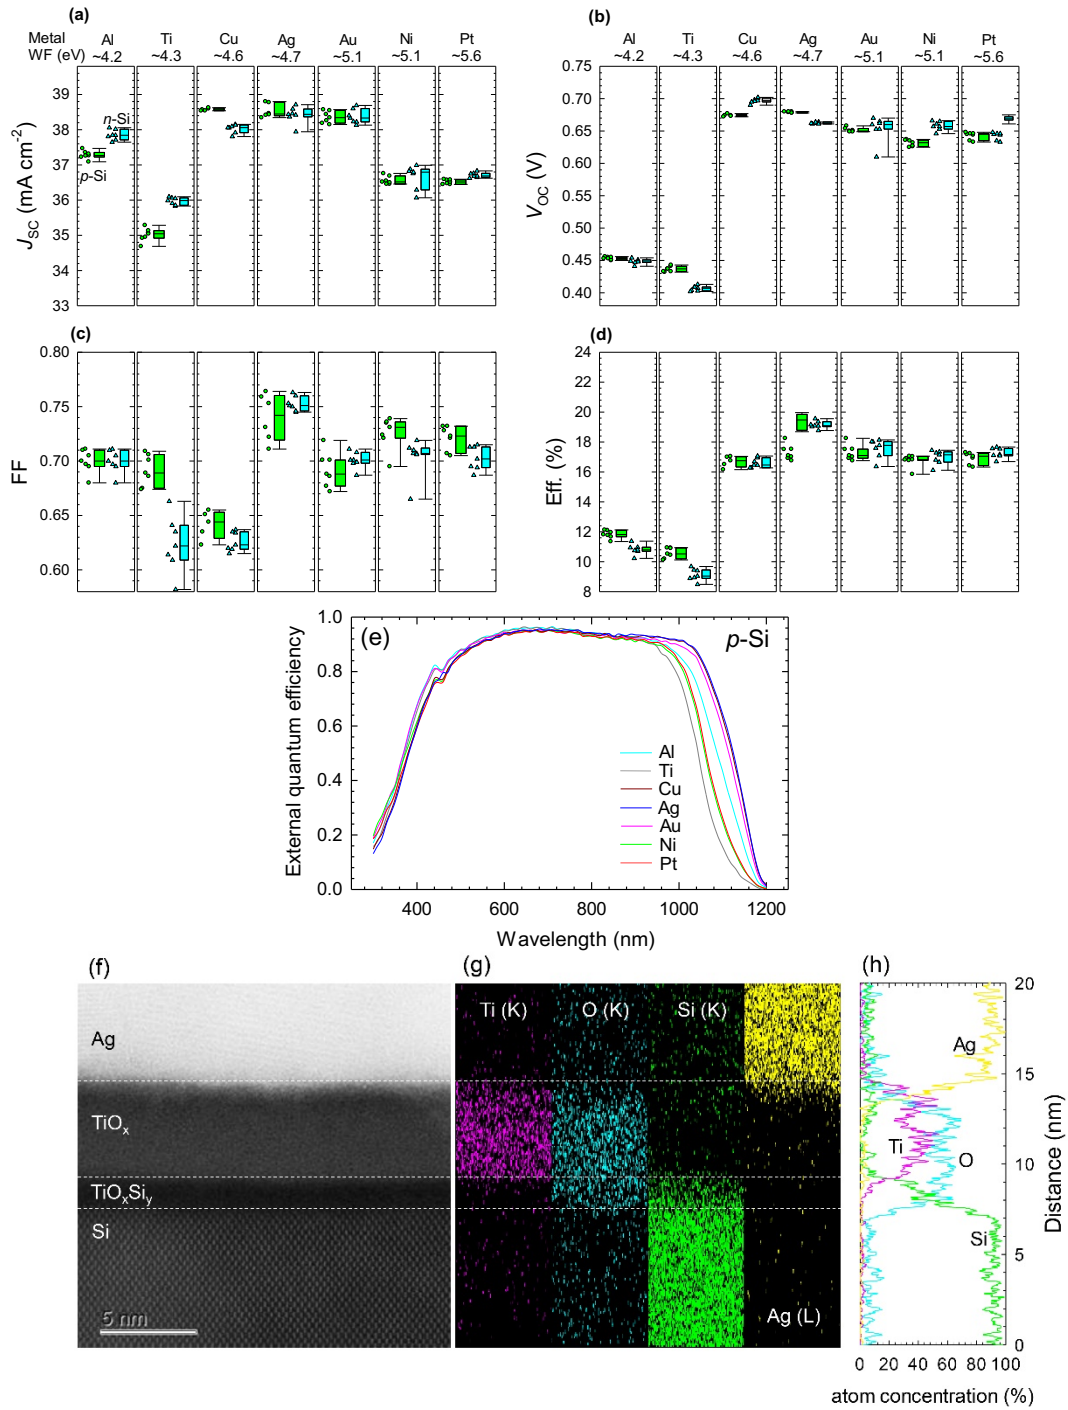 (a)
Metal Al Ti Cu Ag Au Ni Pt
WF (eV) ~4.2 ~4.3 ~4.6 ~4.7 ~5.1 ~5.1 ~5.6
39
38
37
36
35
34
33
J_SC (mA cm⁻²)
n-Si
p-Si
(b)
Al Ti Cu Ag Au Ni Pt
~4.2 ~4.3 ~4.6 ~4.7 ~5.1 ~5.1 ~5.6
0.75
0.70
0.65
0.60
0.55
0.50
0.45
0.40
V_OC (V)
(c)
0.80
0.75
0.70
0.65
0.60
FF
(d)
24
22
20
18
16
14
12
10
8
Eff. (%)
(e)
p-Si
1.0
0.8
0.6
0.4
0.2
0.0
External quantum efficiency
Al
Ti
Cu
Ag
Au
Ni
Pt
400 600 800 1000 1200
Wavelength (nm)
(f)
Ag
TiOₓ
TiOₓSiᵧ
Si
5 nm
(g)
Ti (K) O (K) Si (K)
Ag (L)
(h)
Ag
Ti O
Si
20
15
10
5
0
Distance (nm)
0 20 40 60 80 100
atom concentration (%)